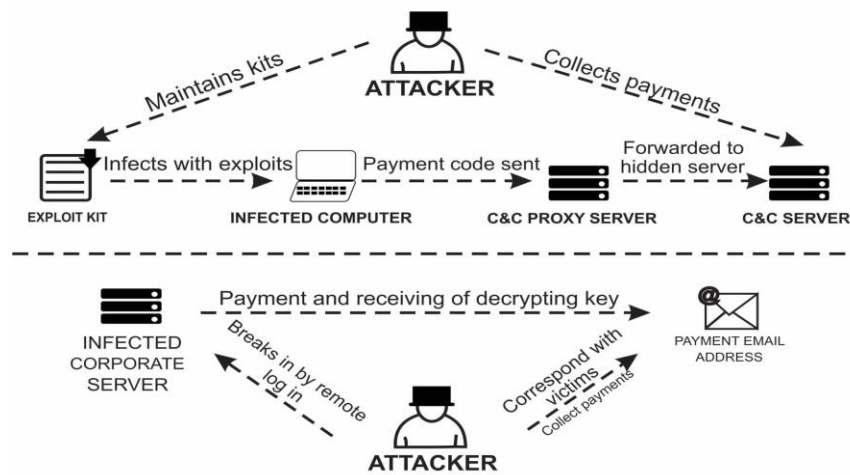 ATTACKER
Maintains kits
Collects payments
Infects with exploits
Payment code sent
Forwarded to
hidden server
EXPLOIT KIT
INFECTED COMPUTER
C&C PROXY SERVER
C&C SERVER
Payment and receiving of decrypting key
INFECTED
CORPORATE
SERVER
@
PAYMENT EMAIL
ADDRESS
Breaks in by remote
log in
Correspond with
victims
Collect payments
ATTACKER